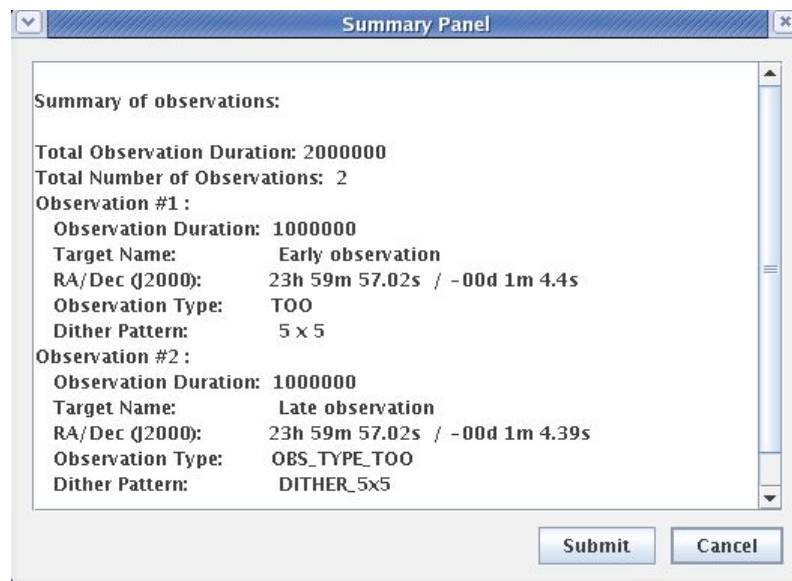 Summary Panel
Summary of observations:
Total Observation Duration: 2000000
Total Number of Observations: 2
Observation #1 :
Observation Duration: 1000000
Target Name: Early observation
RA/Dec (J2000): 23h 59m 57.02s / -00d 1m 4.4s
Observation Type: TOO
Dither Pattern: 5 x 5
Observation #2 :
Observation Duration: 1000000
Target Name: Late observation
RA/Dec (J2000): 23h 59m 57.02s / -00d 1m 4.39s
Observation Type: OBS_TYPE_TOO
Dither Pattern: DITHER_5x5
Submit Cancel